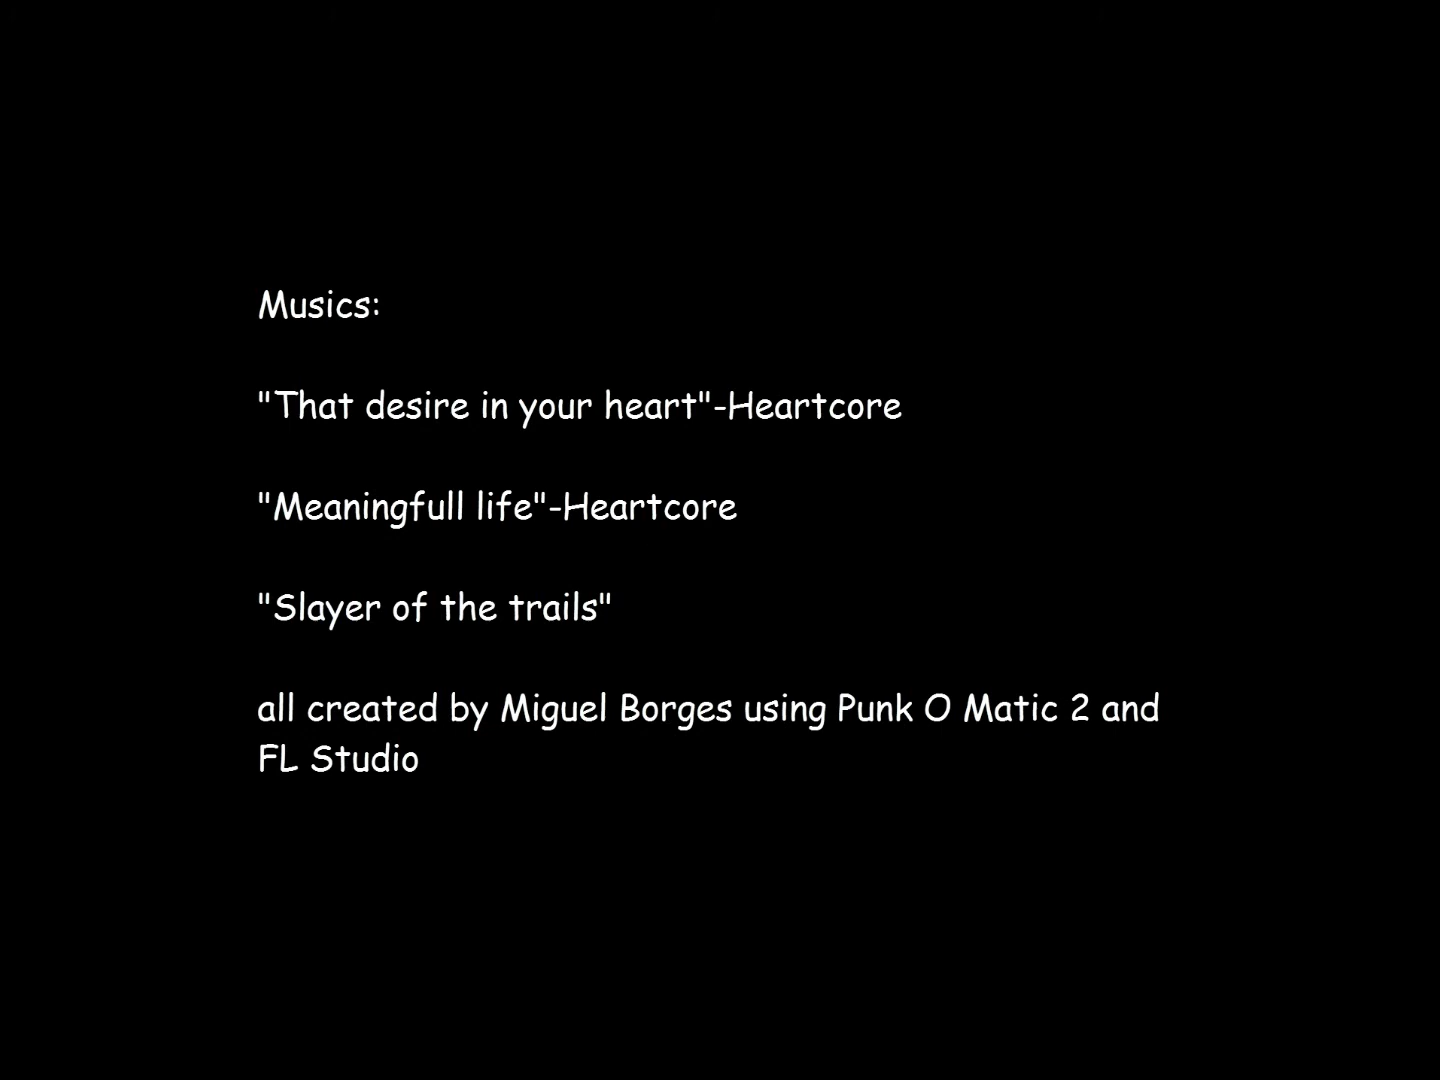 Musics:
"That desire in your heart"-Heartcore
"Meaningfull life"-Heartcore
"Slayer of the trails"
all created by Miguel Borges using Punk O Matic 2 and
FL Studio